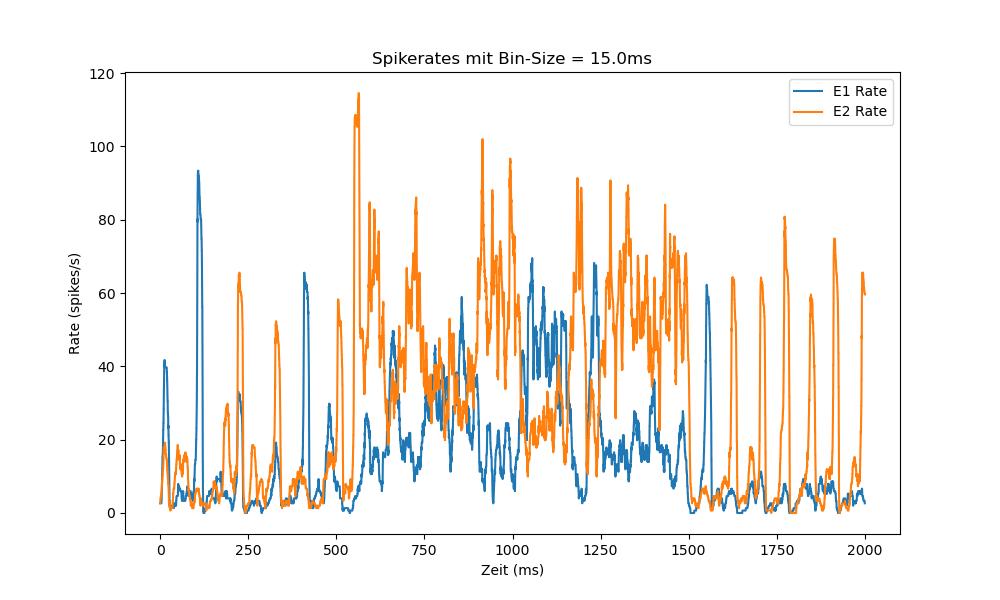 Spikerates mit Bin-Size = 15.0ms
E1 Rate
E2 Rate
Rate (spikes/s)
120
100
80
60
40
20
0
0 250 500 750 1000 1250 1500 1750 2000
Zeit (ms)